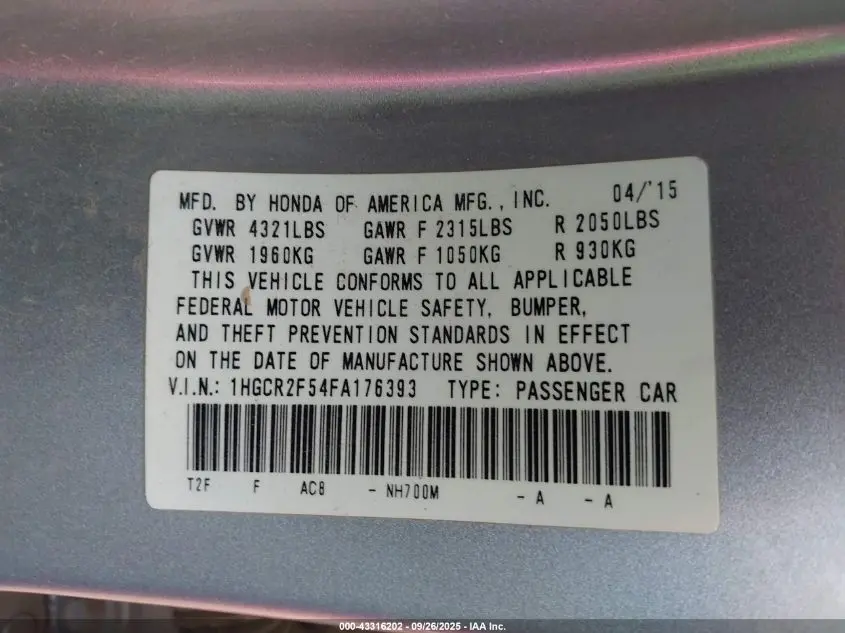 MFD. BY HONDA OF AMERICA MFG., INC. 04/'15
GVWR 4321LBS GAWR F 2315LBS R 2050LBS
GVWR 1960KG GAWR F 1050KG R 930KG
THIS VEHICLE CONFORMS TO ALL APPLICABLE
FEDERAL MOTOR VEHICLE SAFETY, BUMPER,
AND THEFT PREVENTION STANDARDS IN EFFECT
ON THE DATE OF MANUFACTURE SHOWN ABOVE.
V.I.N.: 1HGCR2F54FA176393 TYPE: PASSENGER CAR
T2F F AC8 - NH700M - A - A
000-43316202 - 09/26/2025 - IAA Inc.